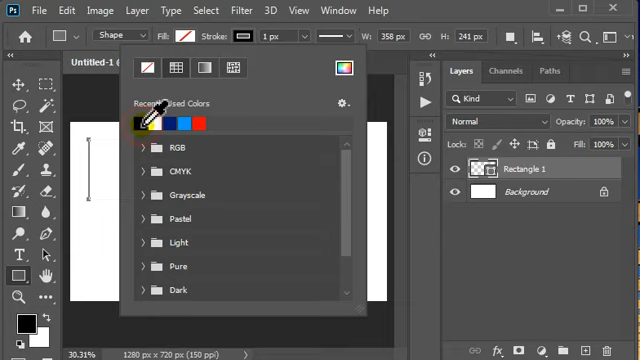 Ps File Edit Image Layer Type Select Filter 3D View Window Help
Shape Fill: Stroke: 1 px W: 358 px H: 241 px
Untitled-1
Recently Used Colors
RGB
CMYK
Grayscale
Pastel
Light
Pure
Dark
30.31% 1280 px x 720 px (150 ppi)
Layers Channels Paths
Kind
Normal Opacity: 100%
Lock: Fill: 100%
Rectangle 1
Background
fx